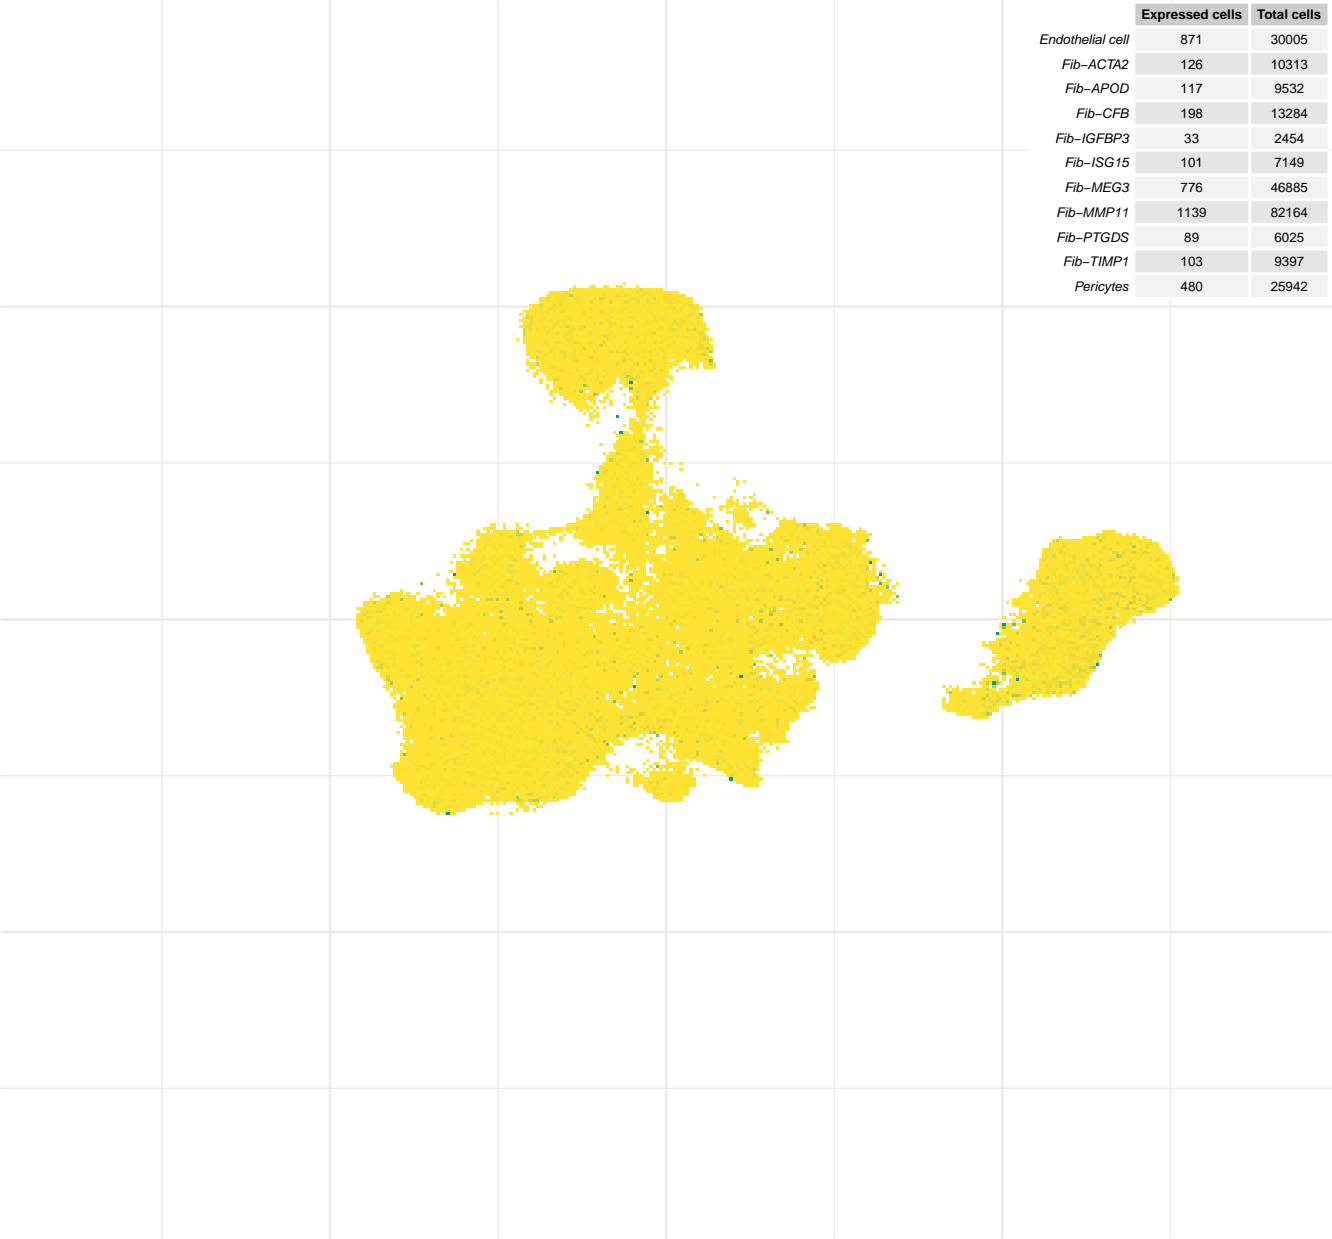 Expressed cells Total cells
Endothelial cell 871 30005
Fib−ACTA2 126 10313
Fib−APOD 117 9532
Fib−CFB 198 13284
Fib−IGFBP3 33 2454
Fib−ISG15 101 7149
Fib−MEG3 776 46885
Fib−MMP11 1139 82164
Fib−PTGDS 89 6025
Fib−TIMP1 103 9397
Pericytes 480 25942